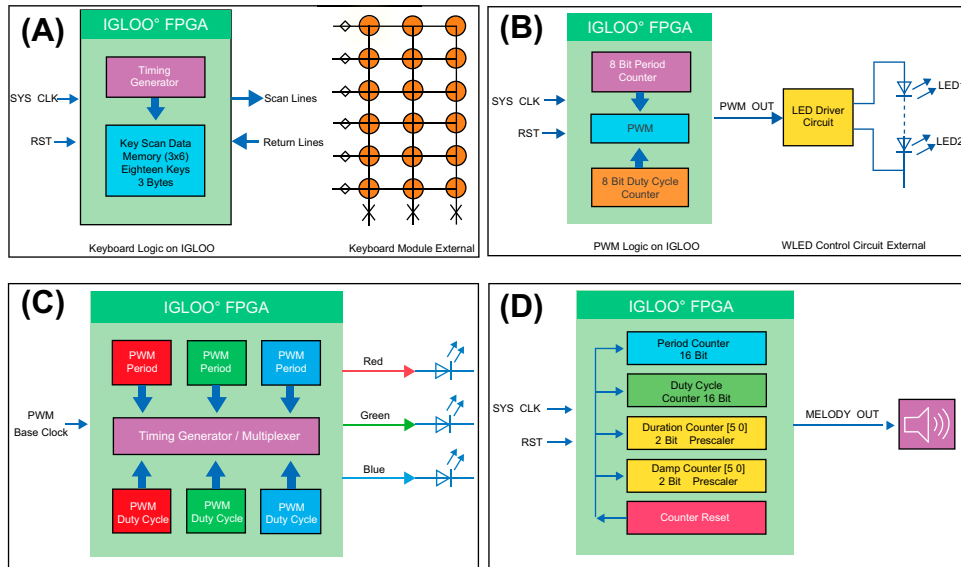 (A)
IGLOO° FPGA
Timing
Generator
SYS CLK
RST
Key Scan Data
Memory (3x6)
Eighteen Keys
3 Bytes
Scan Lines
Return Lines
Keyboard Logic on IGLOO
Keyboard Module External
(B)
IGLOO° FPGA
8 Bit Period
Counter
SYS CLK
RST
PWM
8 Bit Duty Cycle
Counter
PWM OUT
LED Driver
Circuit
LED1
LED2
PWM Logic on IGLOO
WLED Control Circuit External
(C)
IGLOO° FPGA
PWM
Period
PWM
Period
PWM
Period
PWM
Base Clock
Timing Generator / Multiplexer
PWM
Duty Cycle
PWM
Duty Cycle
PWM
Duty Cycle
Red
Green
Blue
(D)
IGLOO° FPGA
Period Counter
16 Bit
Duty Cycle
Counter 16 Bit
SYS CLK
RST
Duration Counter [5 0]
2 Bit Prescaler
Damp Counter [5 0]
2 Bit Prescaler
Counter Reset
MELODY OUT